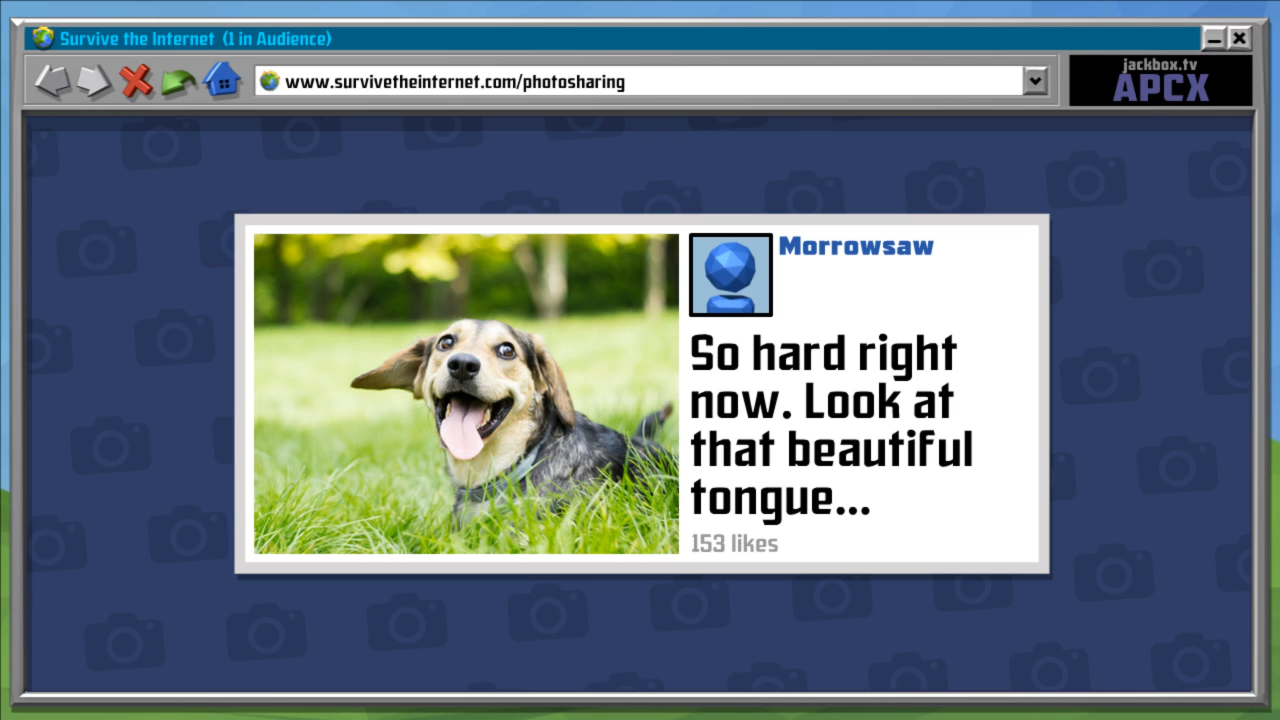 Survive the Internet (1 in Audience)
www.survivetheinternet.com/photosharing
jackbox.tv
APCX
Morrowsaw
So hard right
now. Look at
that beautiful
tongue...
153 likes